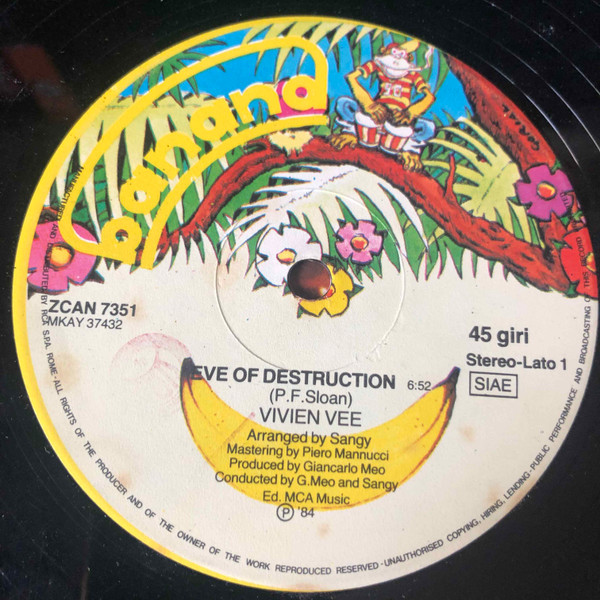 banana
ZCAN 7351
MKAY 37432
45 giri
Stereo-Lato 1
SIAE
EVE OF DESTRUCTION 6:52
(P.F.Sloan)
VIVIEN VEE
Arranged by Sangy
Mastering by Piero Mannucci
Produced by Giancarlo Meo
Conducted by G.Meo and Sangy
Ed. MCA Music
Ⓟ '84
AND DISTRIBUTED BY RCA S.P.A. ROME-ALL RIGHTS OF THE PRODUCER AND OF THE OWNER OF THE WORK REPRODUCED RESERVED-UNAUTHORISED COPYING, HIRING, LENDING-PUBLIC PERFORMANCE AND BROADCASTING OF THIS RECORD